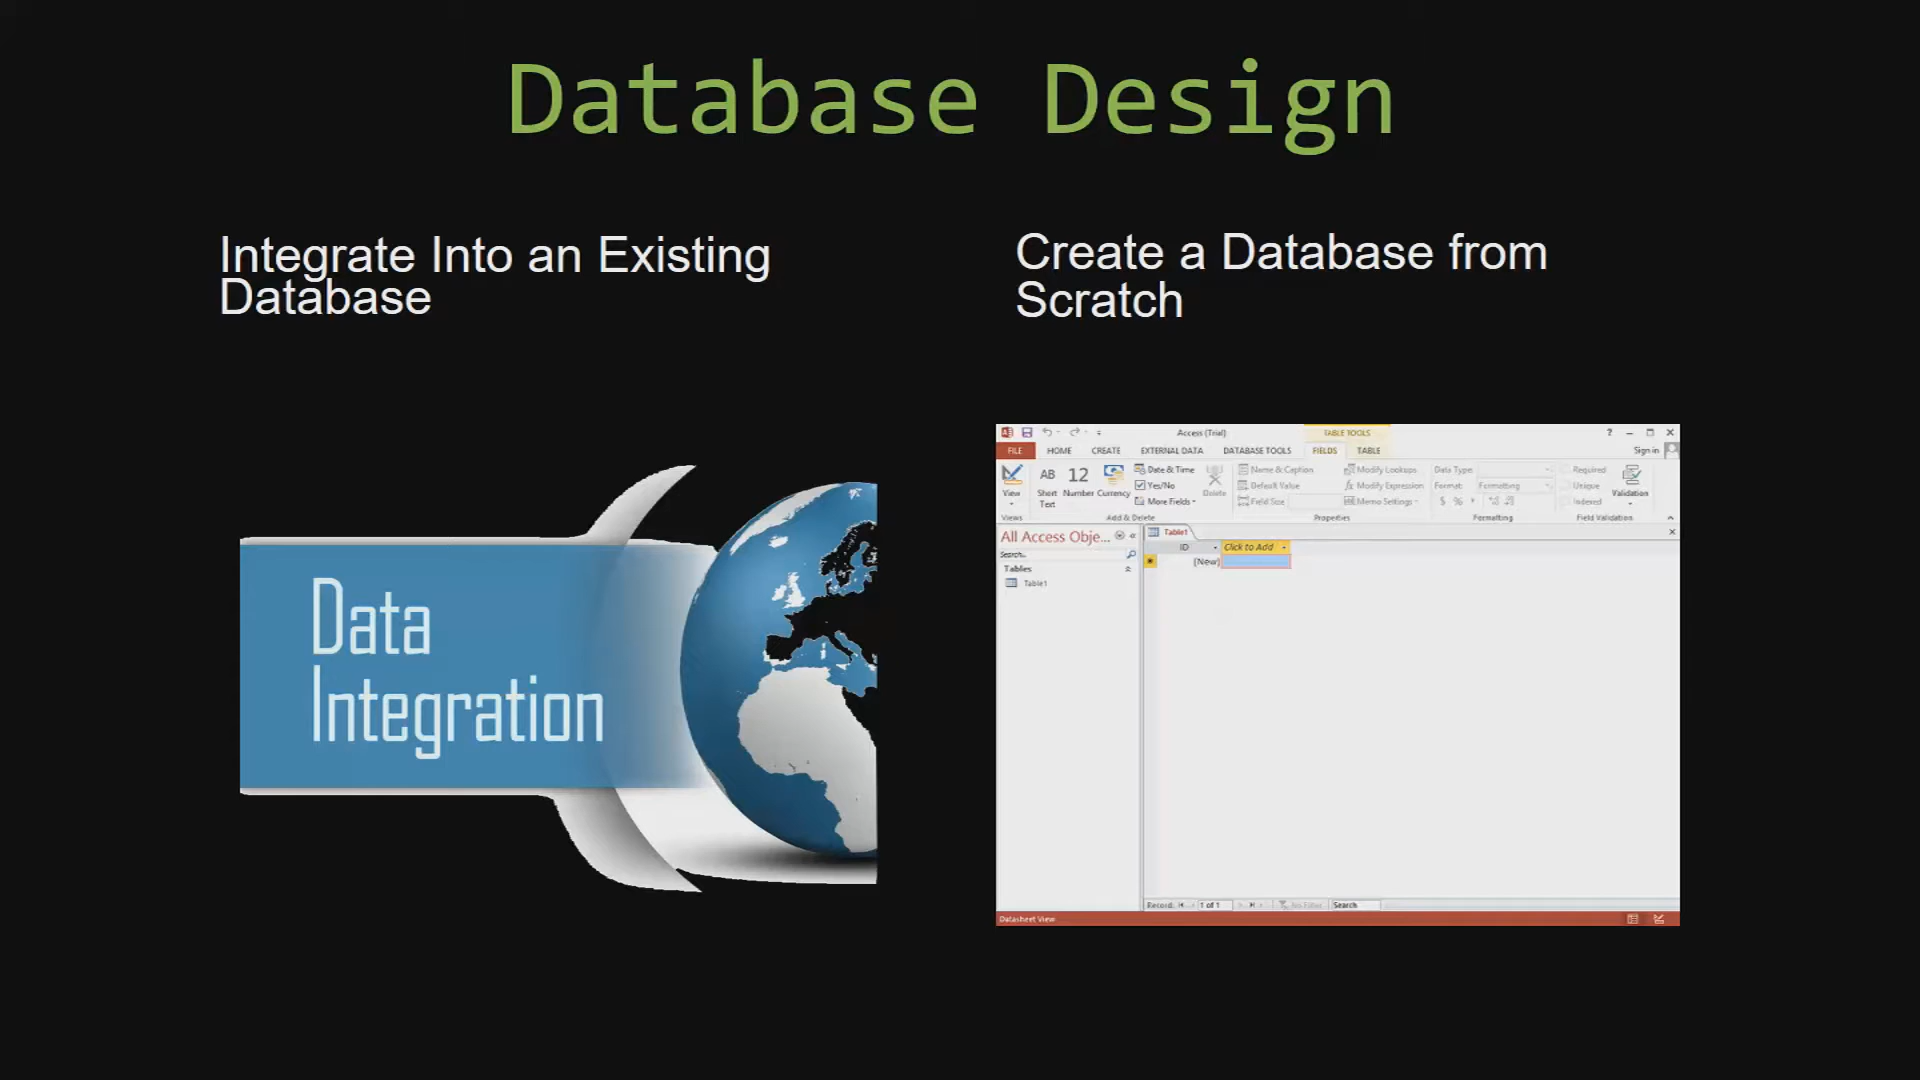 Database Design
Integrate Into an Existing
Database
Create a Database from
Scratch
Data
Integration
Access (Trial)
TABLE TOOLS
?
FILE HOME CREATE EXTERNAL DATA DATABASE TOOLS FIELDS TABLE
Sign in
View
AB
Short
Text
12
Number
Currency
Date & Time
Yes/No
More Fields
Delete
Name & Caption
Default Value
Field Size
Modify Lookups
Modify Expression
Memo Settings
Data Type:
Format: Formatting
$ %
Required
Unique
Indexed
Validation
Views
Add & Delete
Properties
Formatting
Field Validation
All Access Obje...
Search...
Tables
Table1
Table1
ID Click to Add
(New)
Record: 1 of 1 No Filter Search
Datasheet View